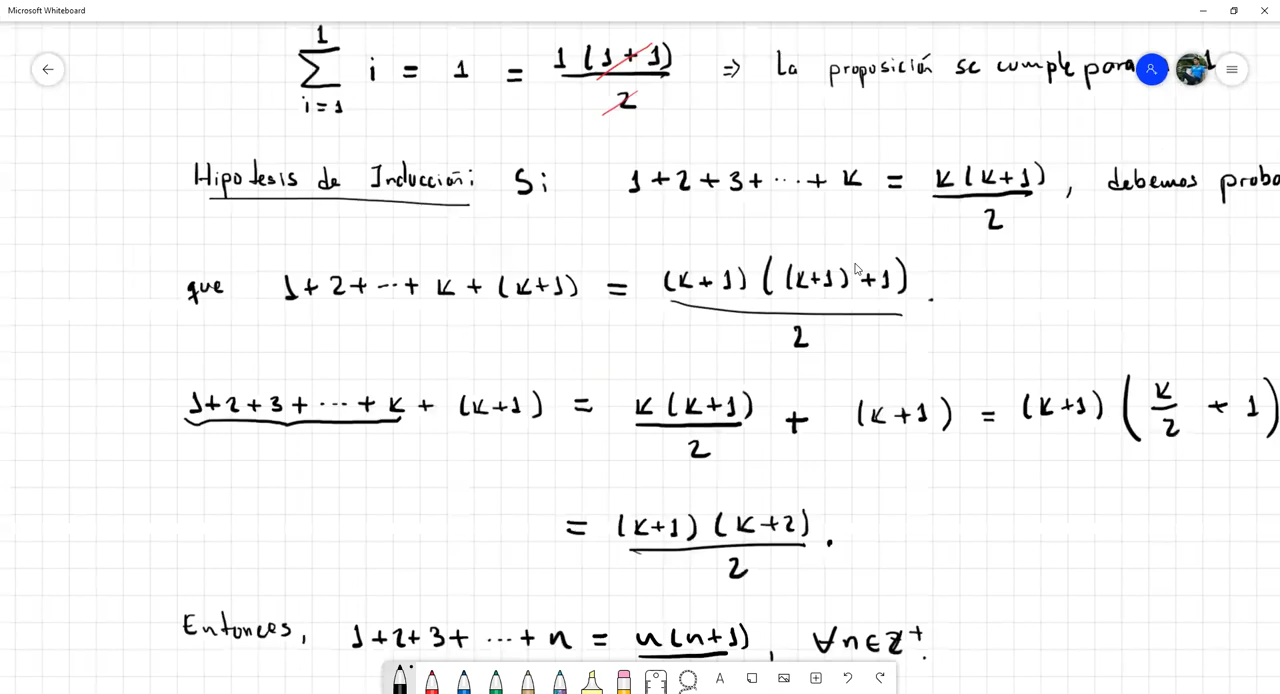 Microsoft Whiteboard
1
∑ i = 1 = 1(1+1)/2 ⇒ La proposición se cumple para 1
i=1
Hipotesis de Inducción: Si 1+2+3+⋯+K = K(K+1)/2, debemos proba
que 1+2+⋯+K+(K+1) = (K+1)((K+1)+1)/2.
1+2+3+⋯+K + (K+1) = K(K+1)/2 + (K+1) = (K+1)(K/2 + 1)
= (K+1)(K+2)/2.
Entonces, 1+2+3+⋯+n = n(n+1), ∀n∈Z⁺.
A